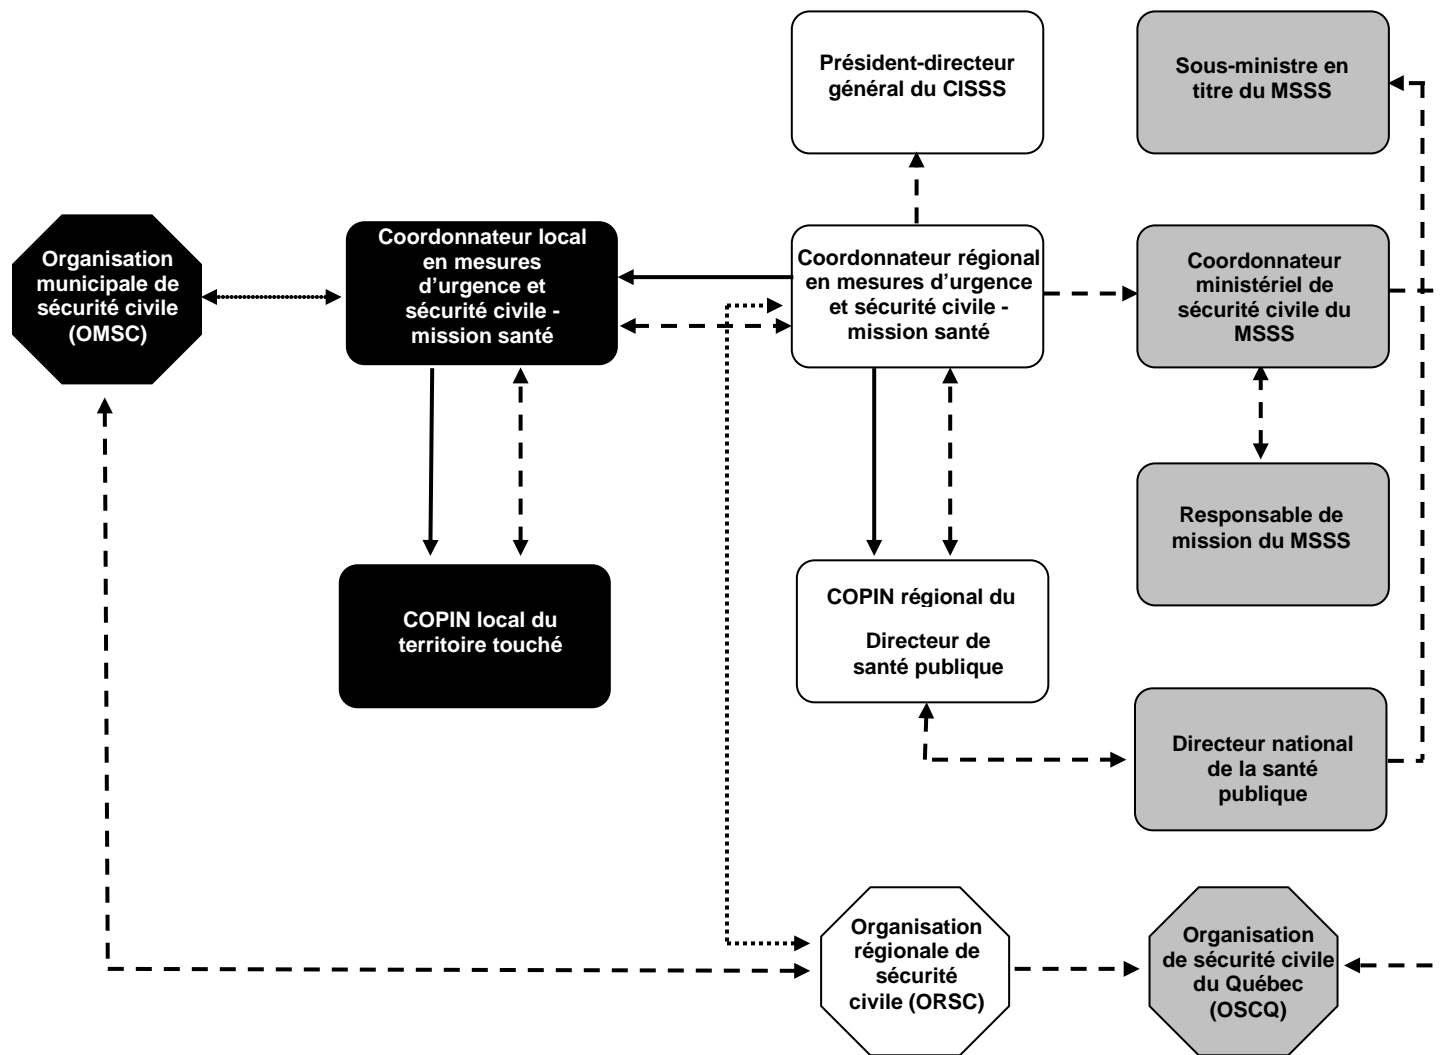 Président-directeur
général du CISSS
Sous-ministre en
titre du MSSS
Organisation
municipale de
sécurité civile
(OMSC)
Coordonnateur local
en mesures
d’urgence et
sécurité civile -
mission santé
Coordonnateur régional
en mesures d’urgence
et sécurité civile -
mission santé
Coordonnateur
ministériel de
sécurité civile du
MSSS
Responsable de
mission du MSSS
COPIN local du
territoire touché
COPIN régional du
Directeur de
santé publique
Directeur national
de la santé
publique
Organisation
régionale de
sécurité
civile (ORSC)
Organisation
de sécurité civile
du Québec
(OSCQ)